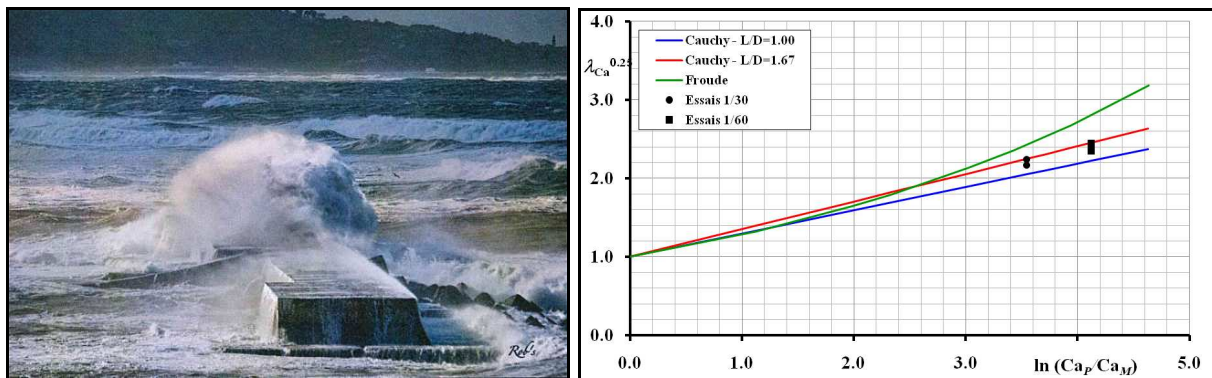 Rob's
4.0
3.0
2.0
1.0
0.0
λCa^0.25
Cauchy - L/D=1.00
Cauchy - L/D=1.67
Froude
Essais 1/30
Essais 1/60
0.0 1.0 2.0 3.0 ln (CaP/CaM) 5.0